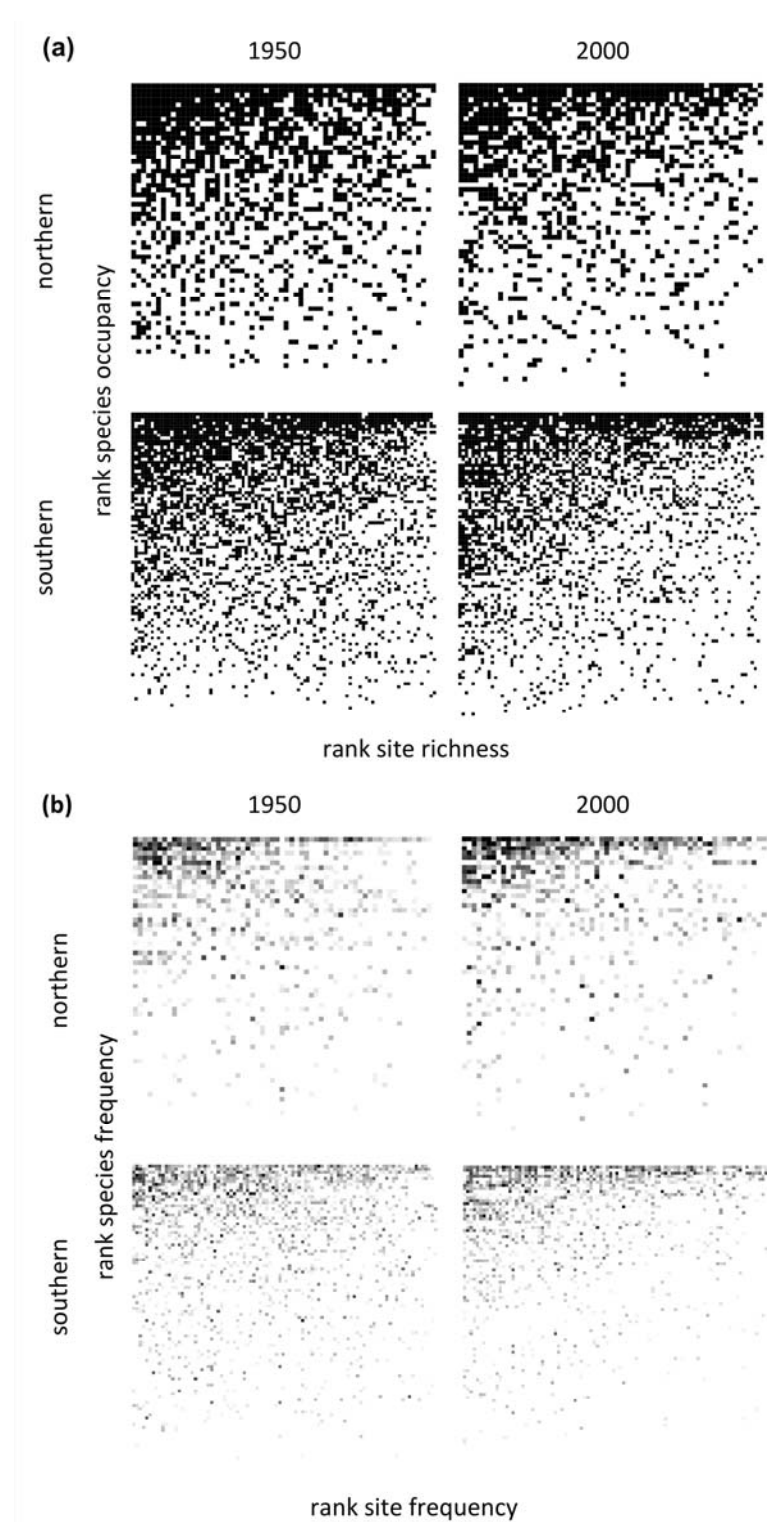 (a)
1950 2000
northern
rank species occupancy
southern
rank site richness
(b)
1950 2000
northern
rank species frequency
southern
rank site frequency